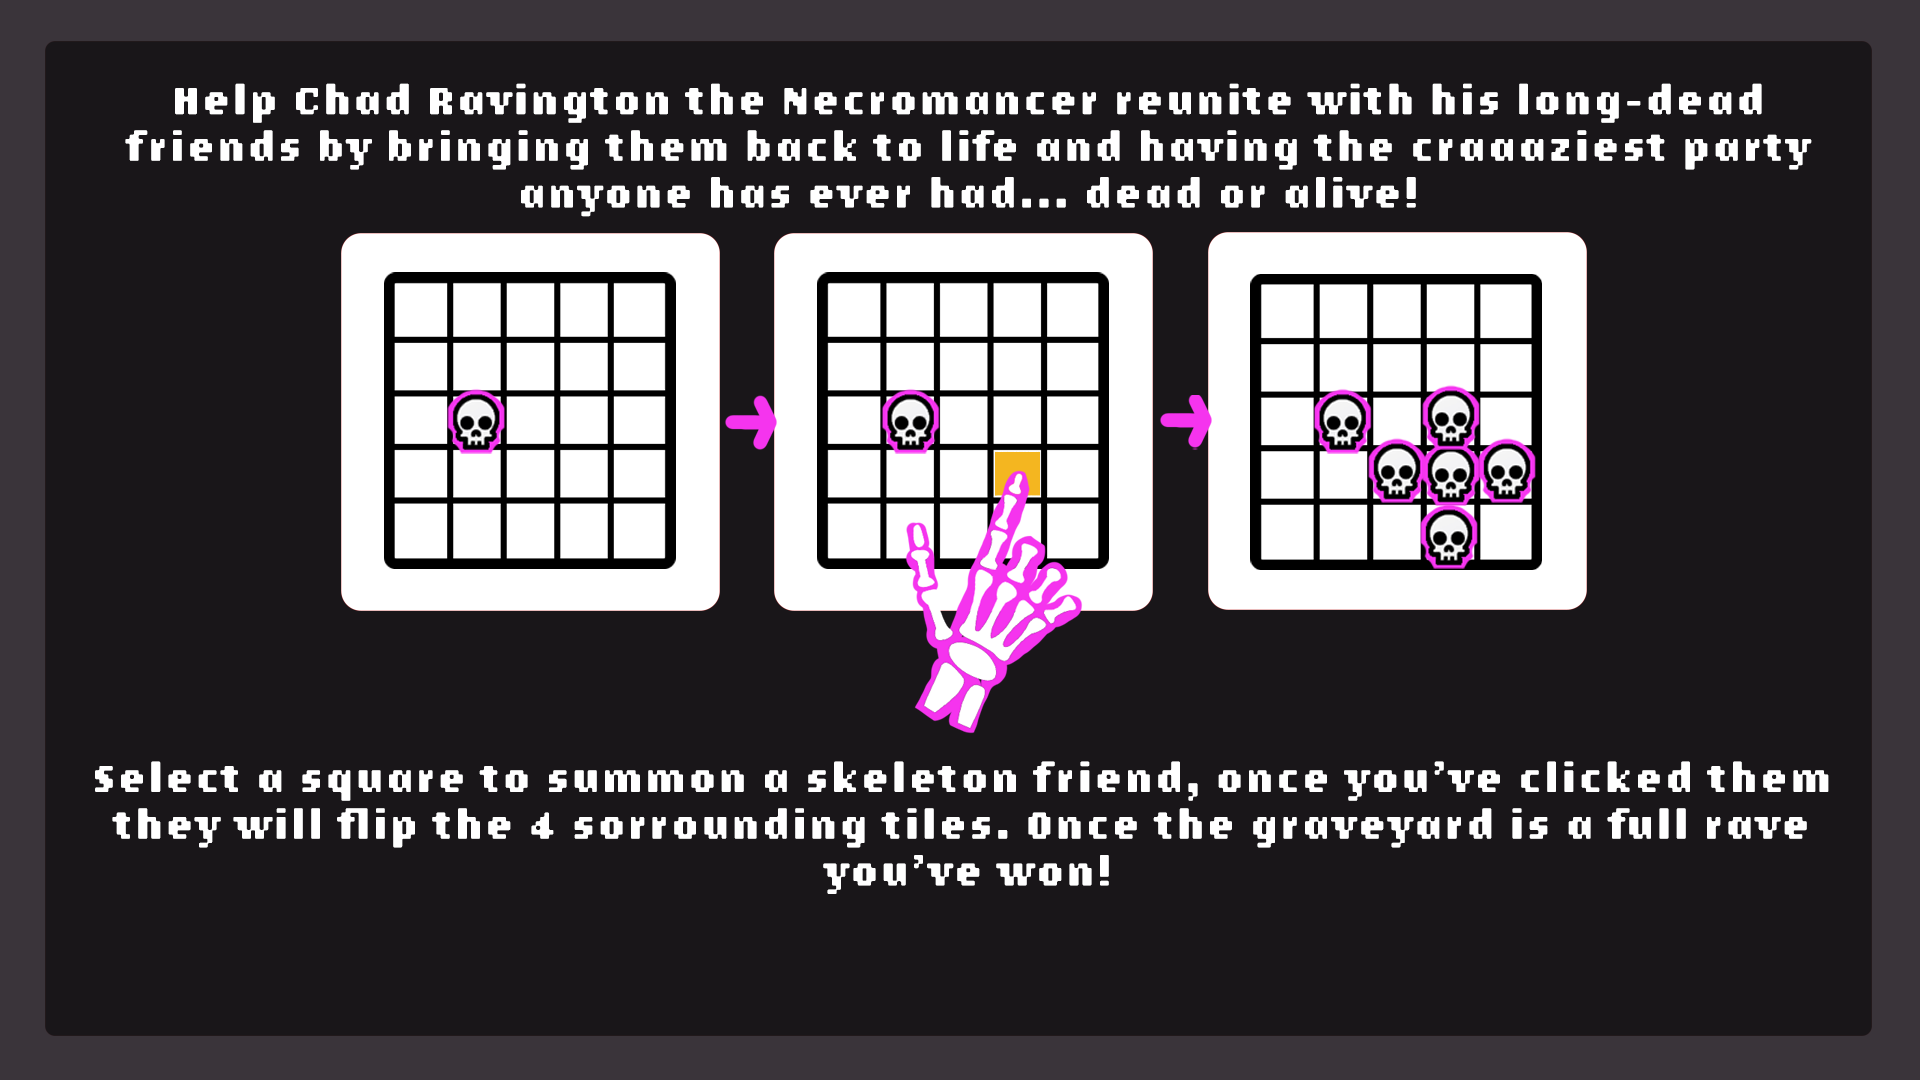 Help Chad Ravington the Necromancer reunite with his long-dead
friends by bringing them back to life and having the craaaziest party
anyone has ever had... dead or alive!
Select a square to summon a skeleton friend, once you've clicked them
they will flip the 4 sorrounding tiles. Once the graveyard is a full rave
you've won!